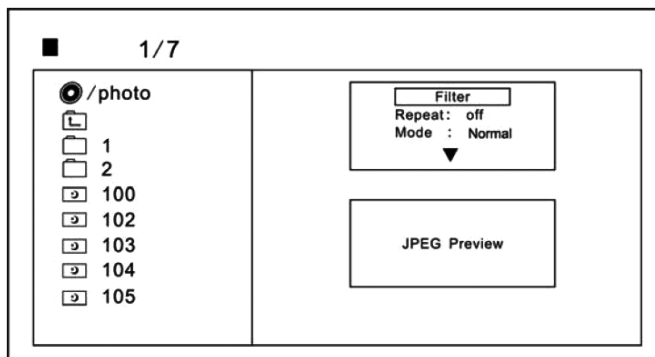 1/7
/photo
1
2
100
102
103
104
105
Filter
Repeat: off
Mode : Normal
JPEG Preview